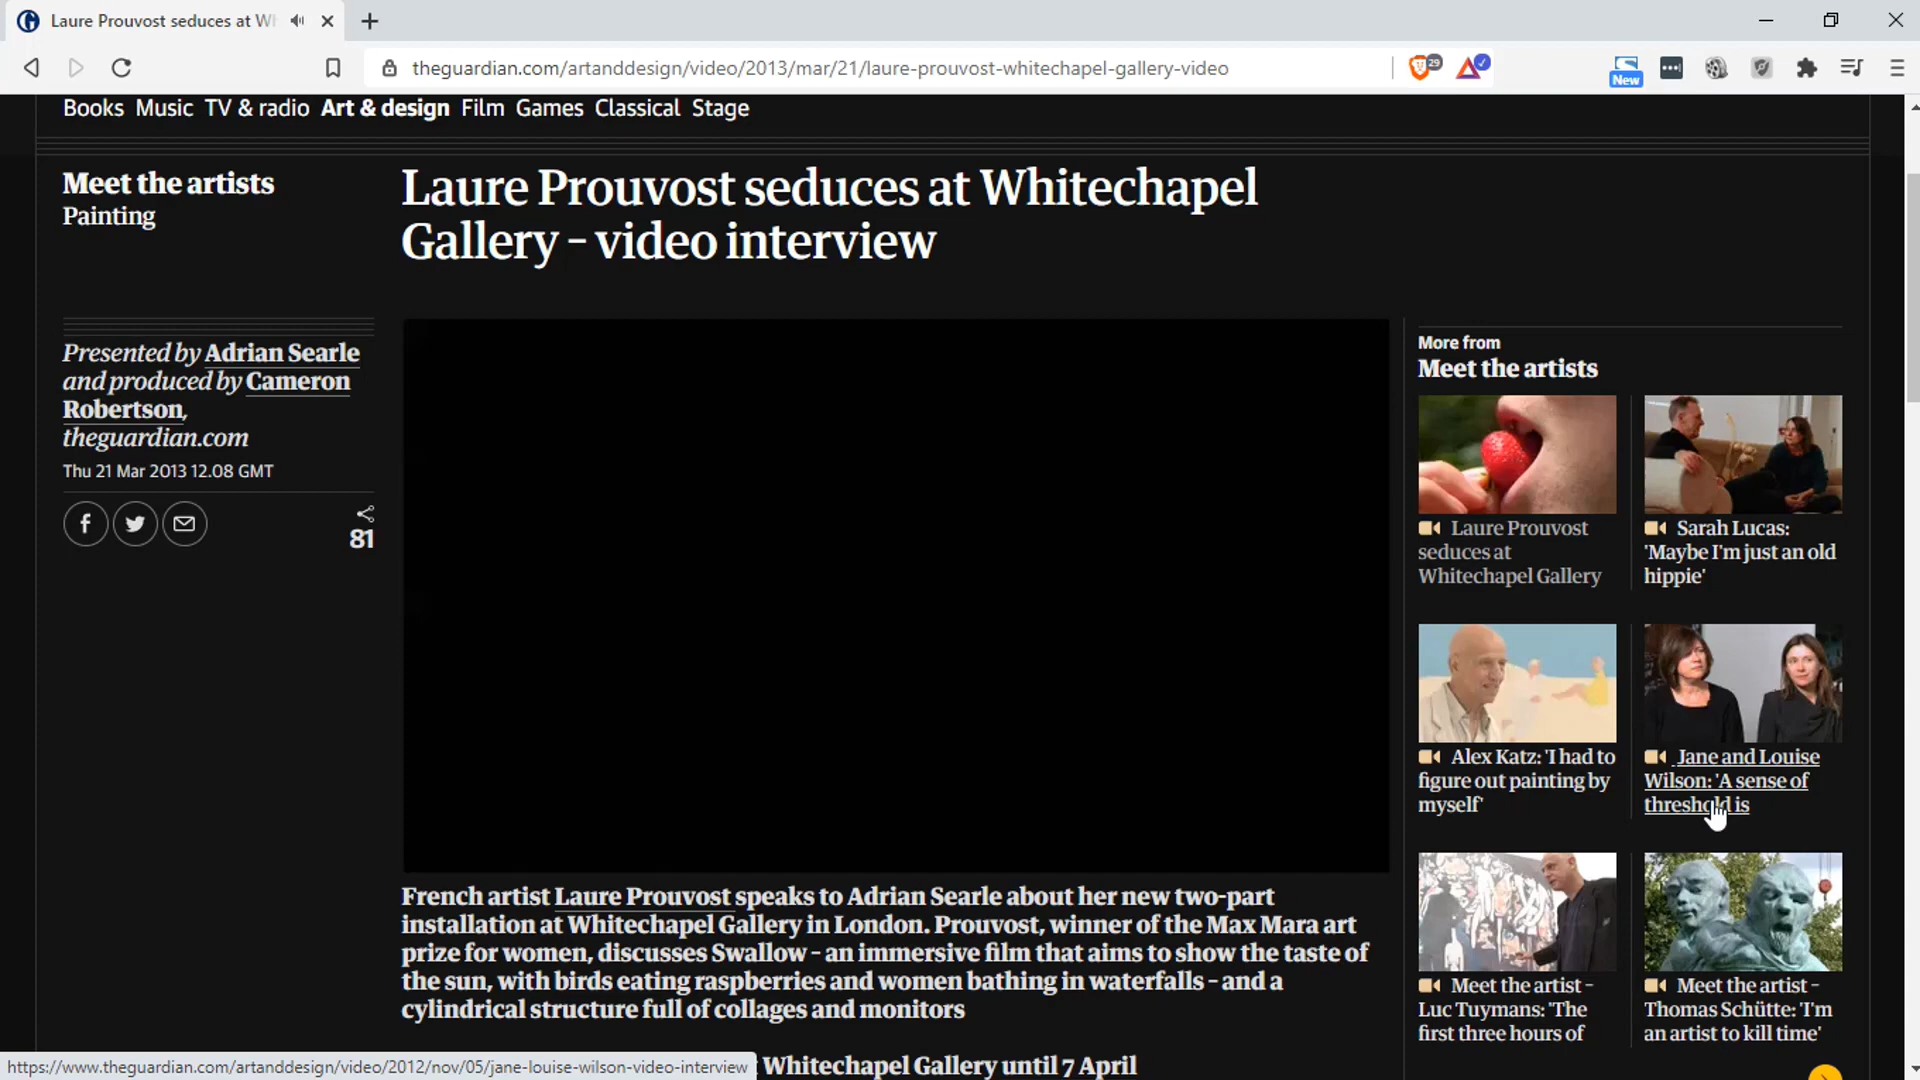 Laure Prouvost seduces at Wh
theguardian.com/artanddesign/video/2013/mar/21/laure-prouvost-whitechapel-gallery-video
29
New
Books Music TV & radio Art & design Film Games Classical Stage
Meet the artists
Painting
Laure Prouvost seduces at Whitechapel
Gallery – video interview
Presented by Adrian Searle
and produced by Cameron
Robertson,
theguardian.com
Thu 21 Mar 2013 12.08 GMT
81
More from
Meet the artists
Laure Prouvost
seduces at
Whitechapel Gallery
Sarah Lucas:
'Maybe I'm just an old
hippie'
Alex Katz: 'I had to
figure out painting by
myself'
Jane and Louise
Wilson: 'A sense of
threshold is
Meet the artist –
Luc Tuymans: 'The
first three hours of
Meet the artist –
Thomas Schütte: 'I'm
an artist to kill time'
French artist Laure Prouvost speaks to Adrian Searle about her new two-part
installation at Whitechapel Gallery in London. Prouvost, winner of the Max Mara art
prize for women, discusses Swallow – an immersive film that aims to show the taste of
the sun, with birds eating raspberries and women bathing in waterfalls – and a
cylindrical structure full of collages and monitors
Whitechapel Gallery until 7 April
https://www.theguardian.com/artanddesign/video/2012/nov/05/jane-louise-wilson-video-interview